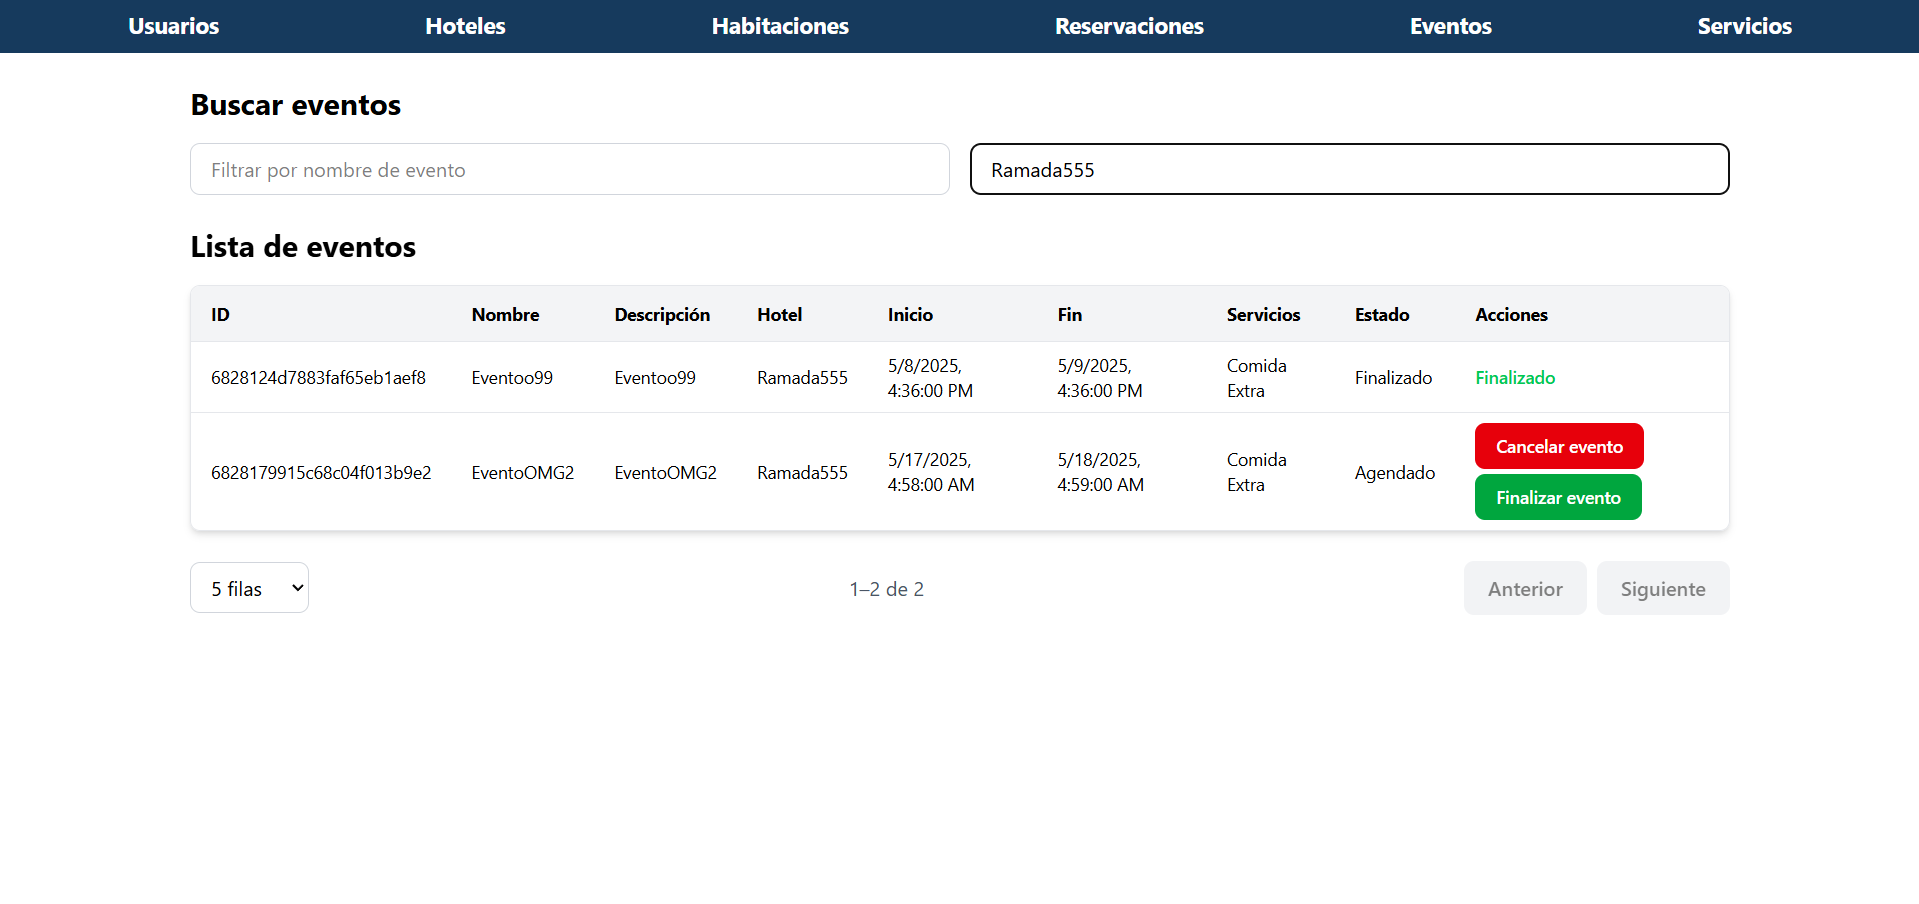 Usuarios Hoteles Habitaciones Reservaciones Eventos Servicios
Buscar eventos
Filtrar por nombre de evento Ramada555
Lista de eventos
ID Nombre Descripción Hotel Inicio Fin Servicios Estado Acciones
6828124d7883faf65eb1aef8 Eventoo99 Eventoo99 Ramada555 5/8/2025, 4:36:00 PM 5/9/2025, 4:36:00 PM Comida Extra Finalizado Finalizado
6828179915c68c04f013b9e2 EventoOMG2 EventoOMG2 Ramada555 5/17/2025, 4:58:00 AM 5/18/2025, 4:59:00 AM Comida Extra Agendado Cancelar evento
Finalizar evento
5 filas 1–2 de 2 Anterior Siguiente